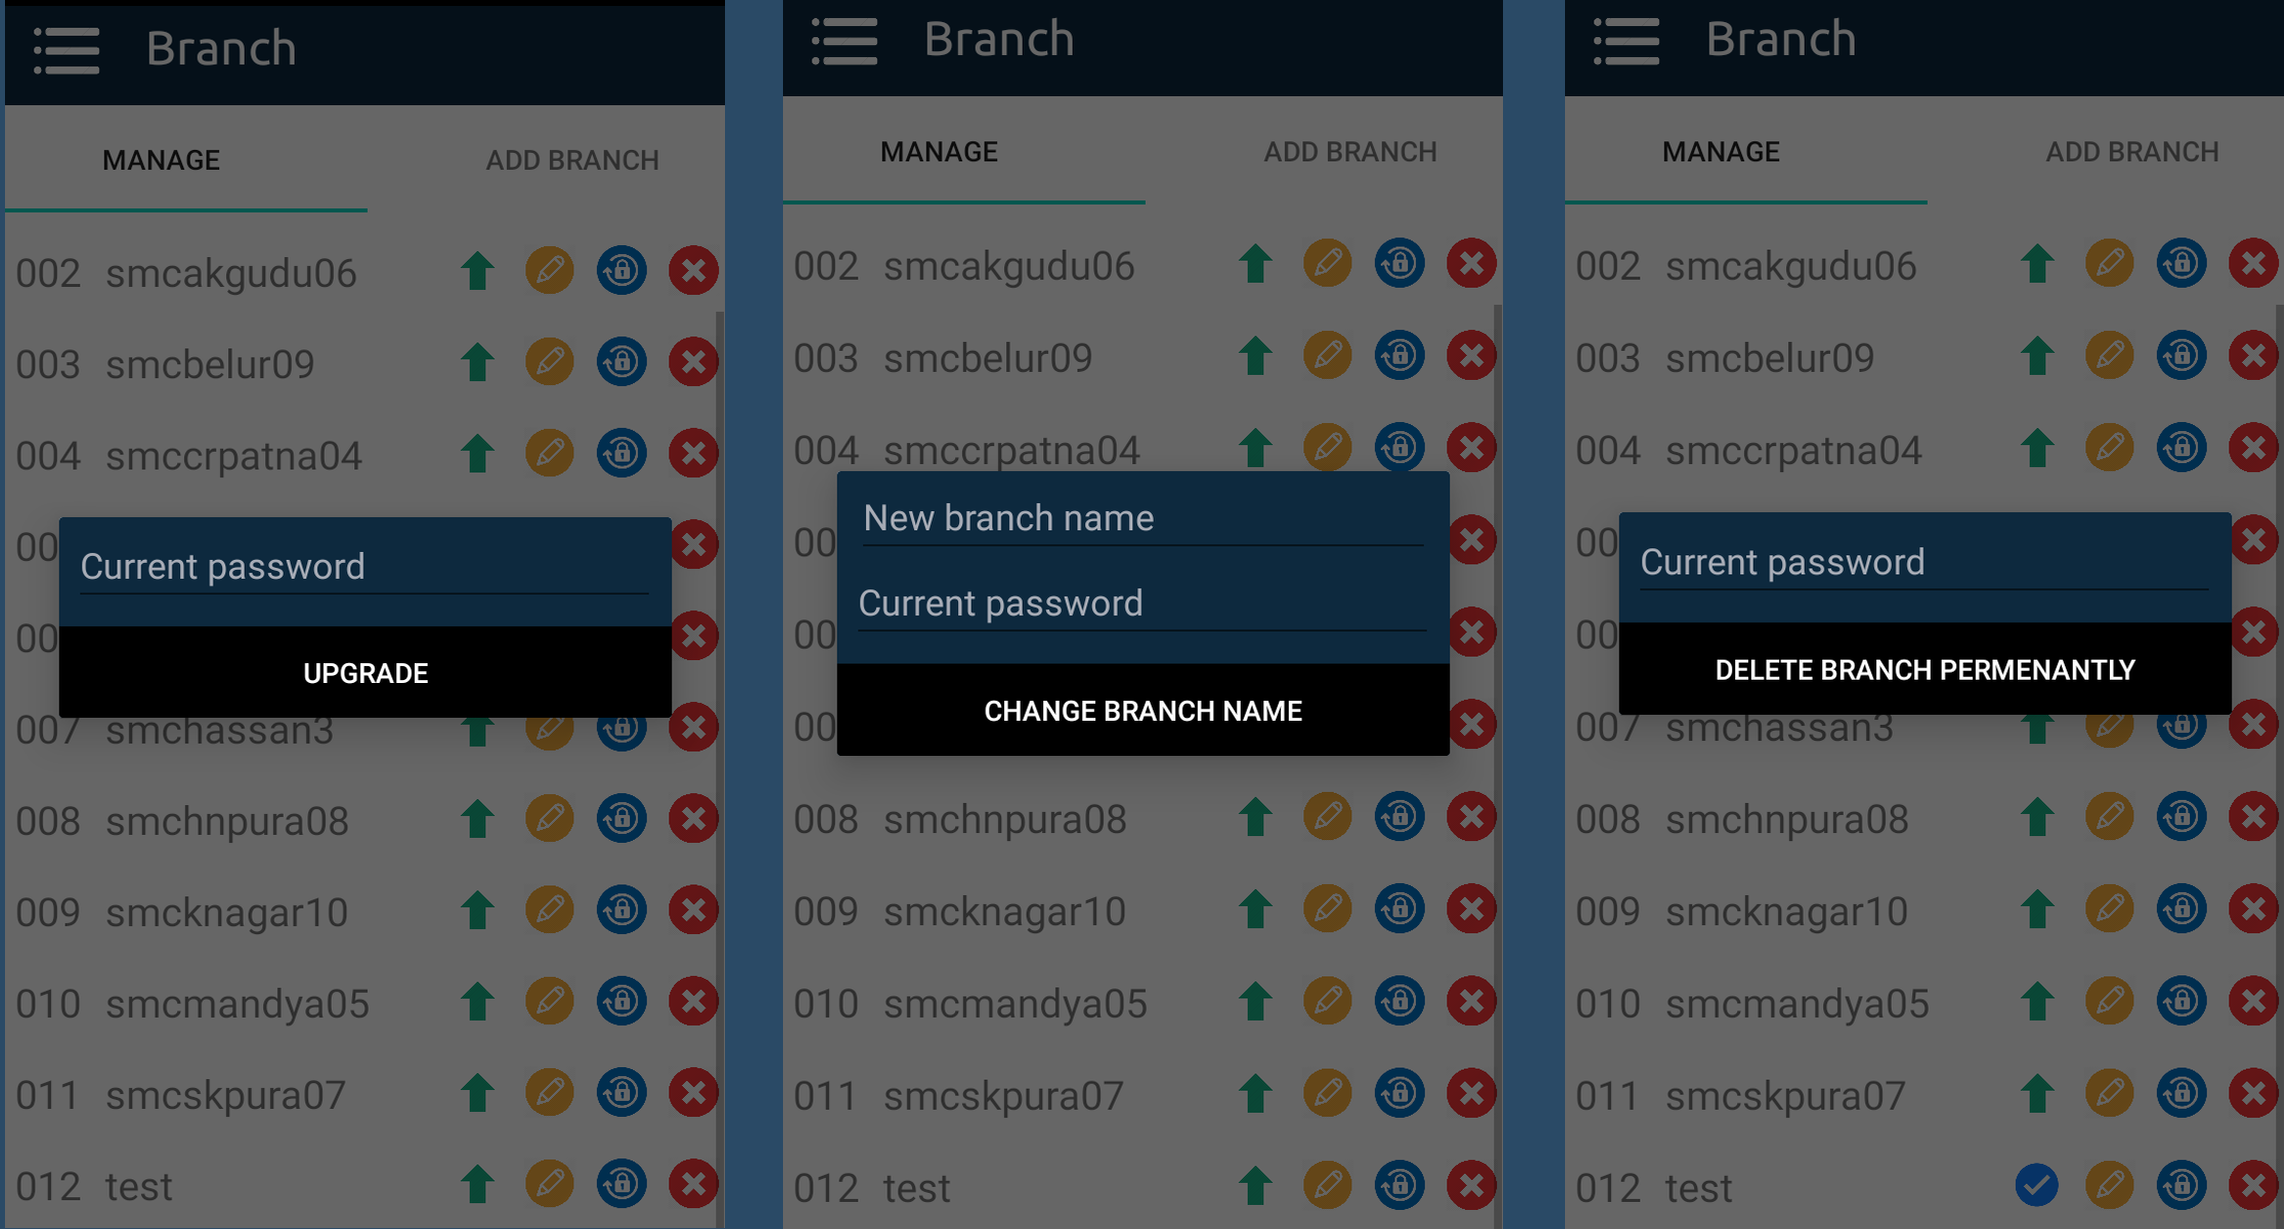 Branch
MANAGE ADD BRANCH
002 smcakgudu06
003 smcbelur09
004 smccrpatna04
00
Current password
00
UPGRADE
007 smchassan3
008 smchnpura08
009 smcknagar10
010 smcmandya05
011 smcskpura07
012 test
Branch
MANAGE ADD BRANCH
002 smcakgudu06
003 smcbelur09
004 smccrpatna04
New branch name
00
Current password
00
CHANGE BRANCH NAME
00
008 smchnpura08
009 smcknagar10
010 smcmandya05
011 smcskpura07
012 test
Branch
MANAGE ADD BRANCH
002 smcakgudu06
003 smcbelur09
004 smccrpatna04
00
Current password
00
DELETE BRANCH PERMENANTLY
007 smchassan3
008 smchnpura08
009 smcknagar10
010 smcmandya05
011 smcskpura07
012 test